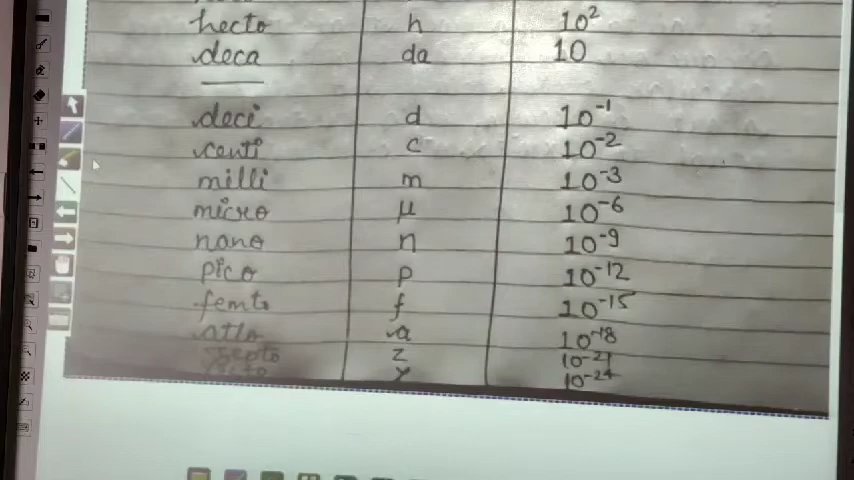 hecto h 10²
deca da 10
deci d 10⁻¹
centi c 10⁻²
milli m 10⁻³
micro μ 10⁻⁶
nano n 10⁻⁹
pico p 10⁻¹²
femto f 10⁻¹⁵
atto a 10⁻¹⁸
zepto z 10⁻²¹
y 10⁻²⁴